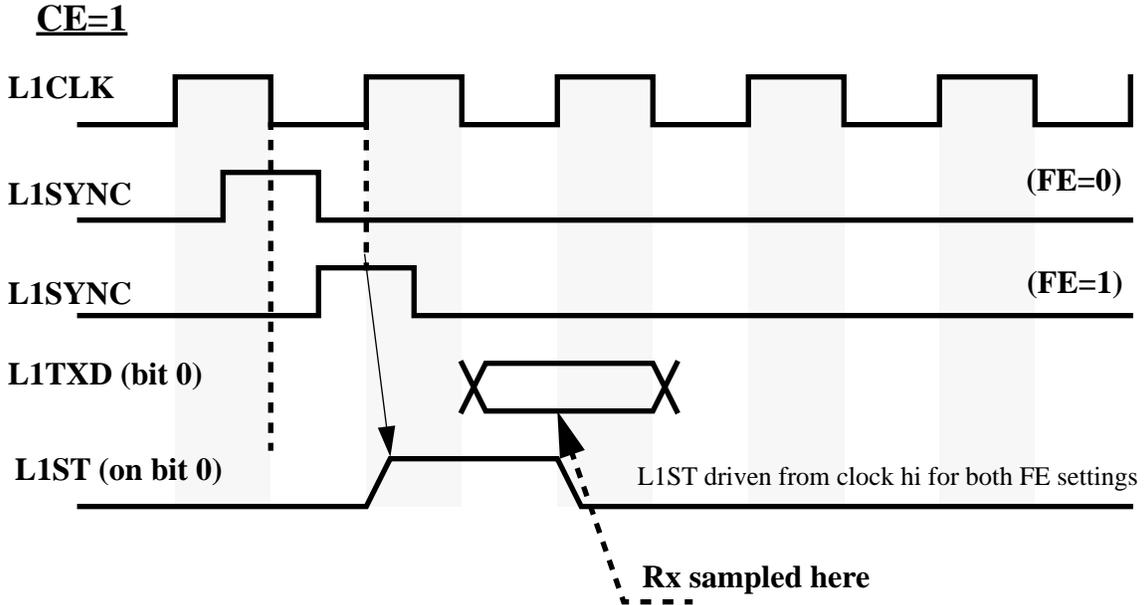 CE=1
L1CLK
L1SYNC
(FE=0)
L1SYNC
(FE=1)
L1TXD (bit 0)
L1ST (on bit 0)
L1ST driven from clock hi for both FE settings
Rx sampled here